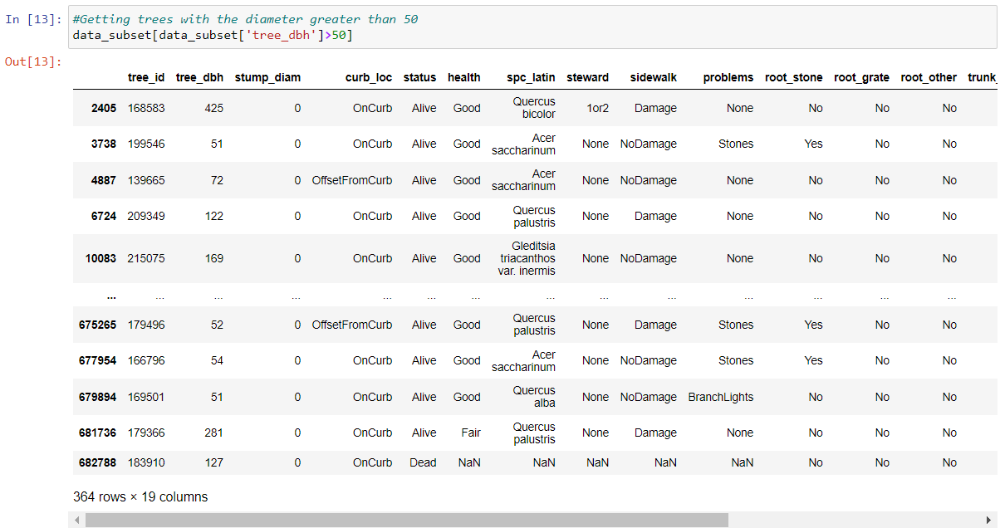 In [13]: #Getting trees with the diameter greater than 50
data_subset[data_subset['tree_dbh']>50]
Out[13]:
tree_id tree_dbh stump_diam curb_loc status health spc_latin steward sidewalk problems root_stone root_grate root_other trunk_
2405 168583 425 0 OnCurb Alive Good Quercus bicolor 1or2 Damage None No No No
3738 199546 51 0 OnCurb Alive Good Acer saccharinum None NoDamage Stones Yes No No
4887 139665 72 0 OffsetFromCurb Alive Good Acer saccharinum None NoDamage None No No No
6724 209349 122 0 OnCurb Alive Good Quercus palustris None Damage None No No No
10083 215075 169 0 OnCurb Alive Good Gleditsia triacanthos var. inermis None NoDamage None No No No
... ... ... ... ... ... ... ... ... ... ... ... ... ...
675265 179496 52 0 OffsetFromCurb Alive Good Quercus palustris None Damage Stones Yes No No
677954 166796 54 0 OnCurb Alive Good Acer saccharinum None NoDamage Stones Yes No No
679894 169501 51 0 OnCurb Alive Good Quercus alba None NoDamage BranchLights No No No
681736 179366 281 0 OnCurb Alive Fair Quercus palustris None Damage None No No No
682788 183910 127 0 OnCurb Dead NaN NaN NaN NaN NaN No No No
364 rows × 19 columns